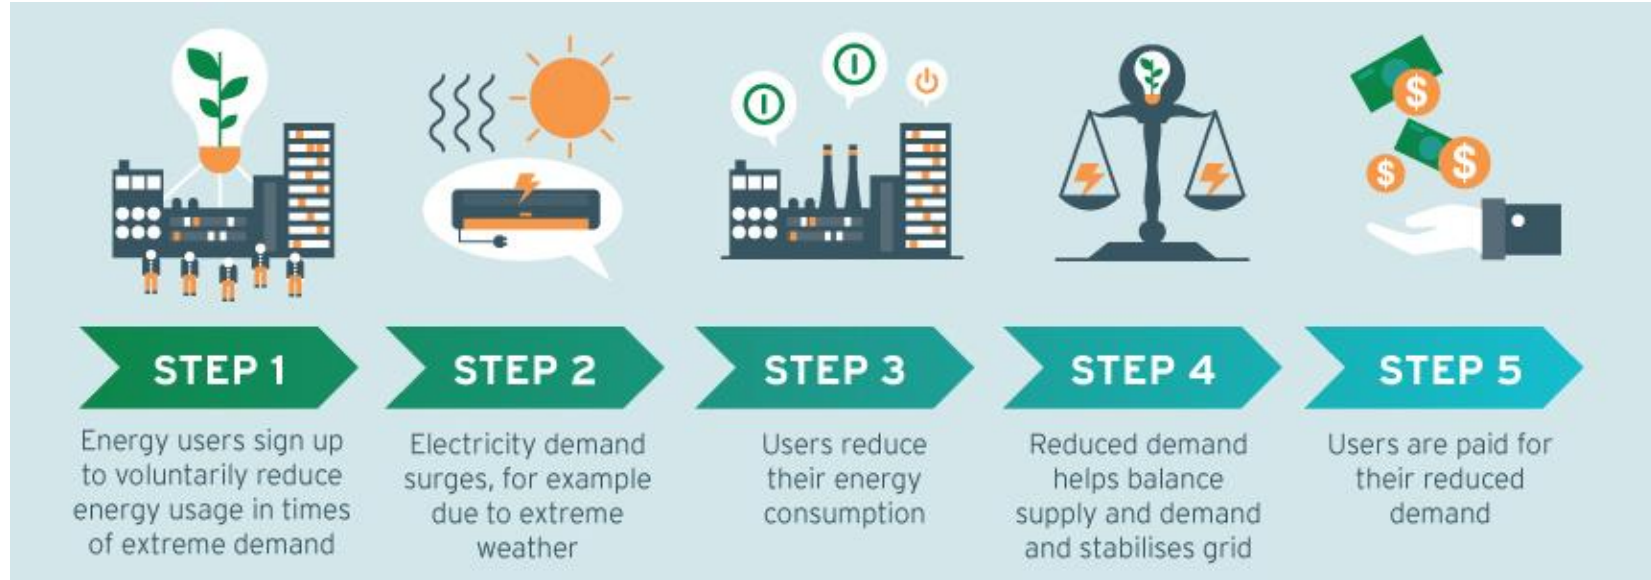 STEP 1
Energy users sign up
to voluntarily reduce
energy usage in times
of extreme demand
STEP 2
Electricity demand
surges, for example
due to extreme
weather
STEP 3
Users reduce
their energy
consumption
STEP 4
Reduced demand
helps balance
supply and demand
and stabilises grid
STEP 5
Users are paid for
their reduced
demand